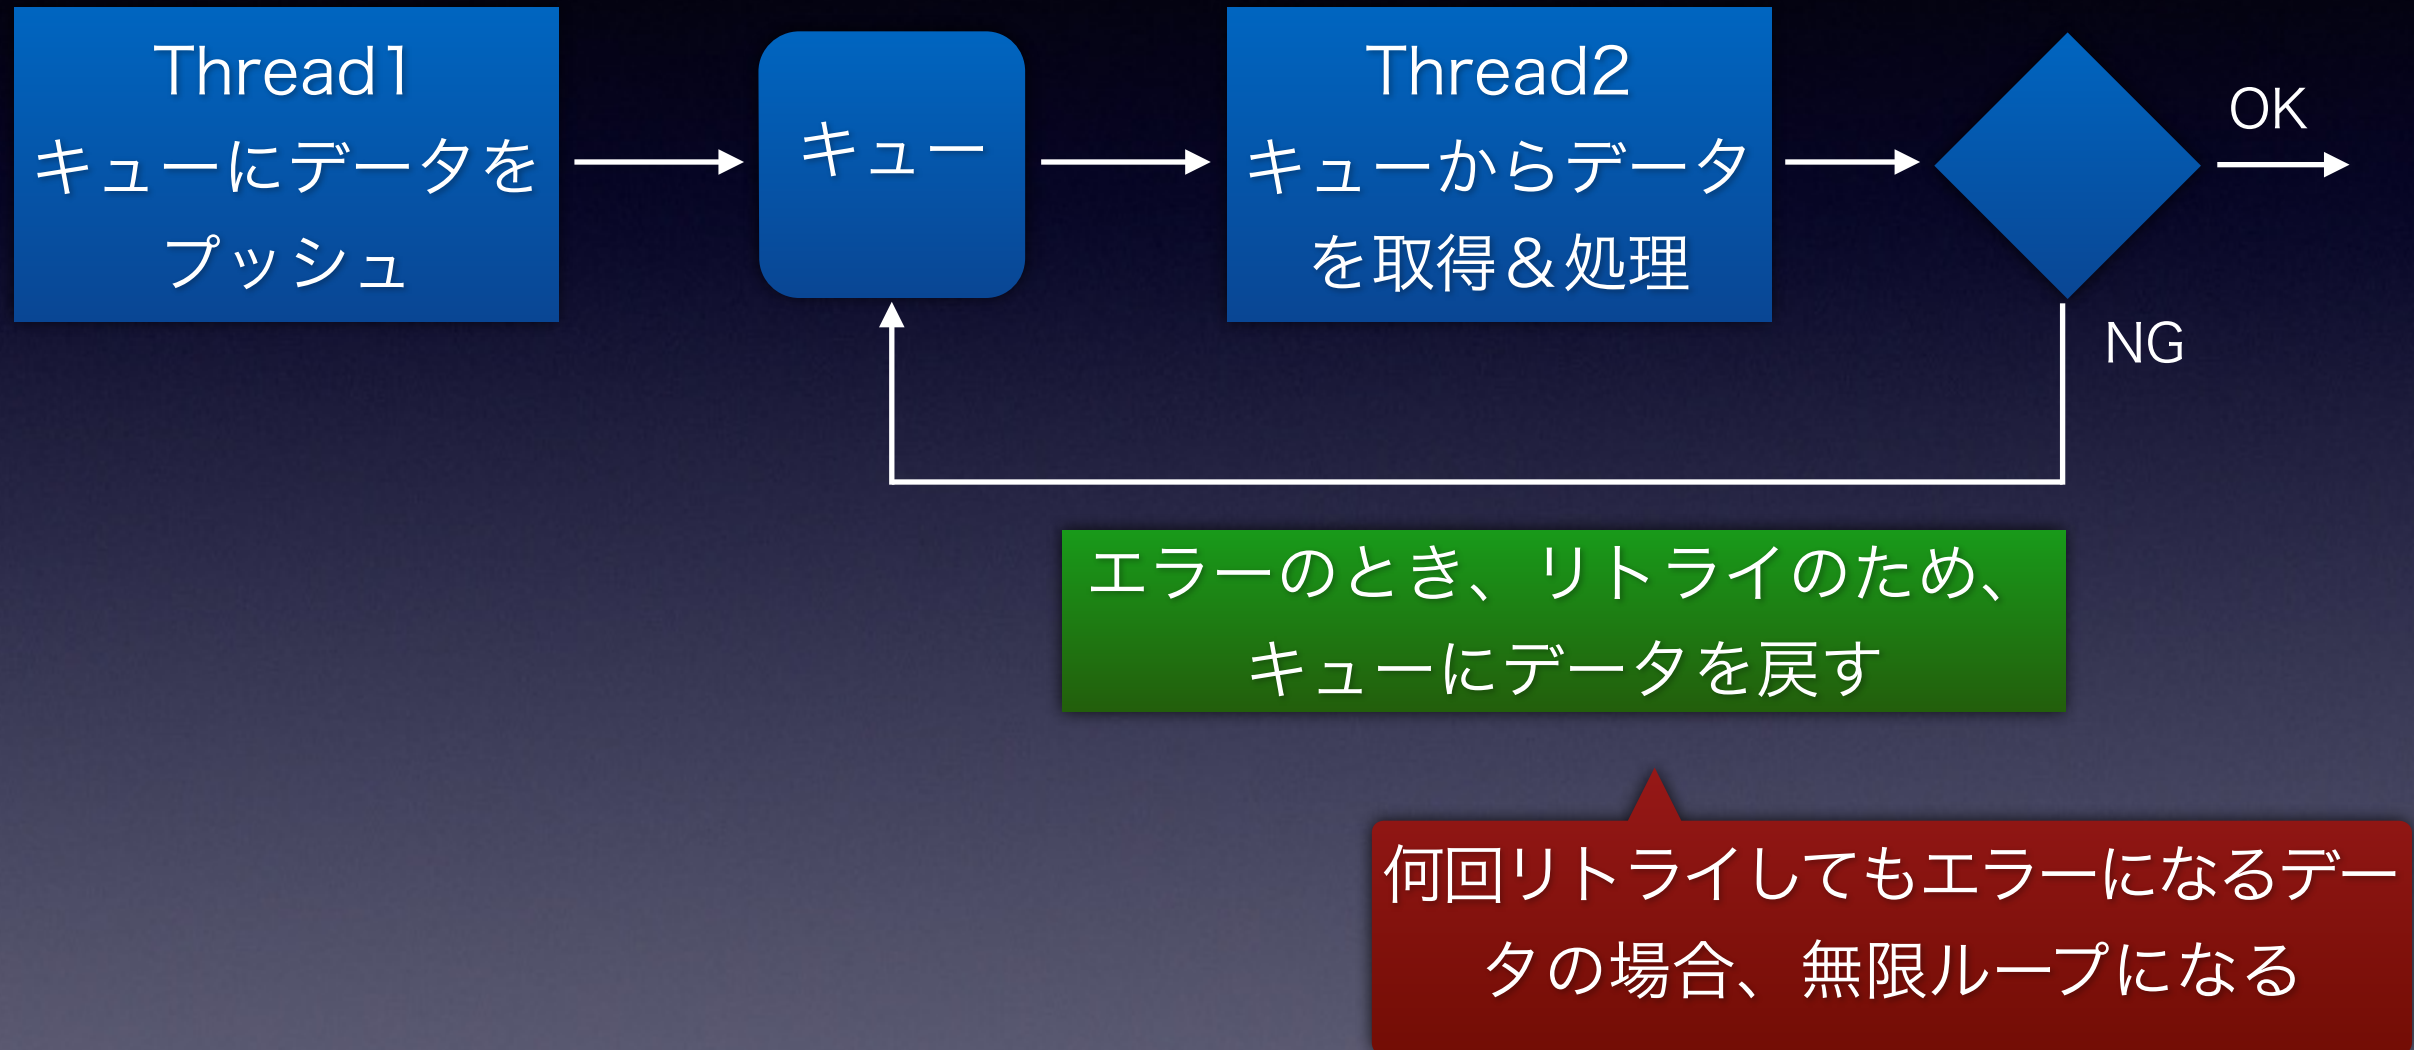 Thread1
キューにデータを
プッシュ
キュー
Thread2
キューからデータ
を取得＆処理
OK
NG
エラーのとき、リトライのため、
キューにデータを戻す
何回リトライしてもエラーになるデー
タの場合、無限ループになる